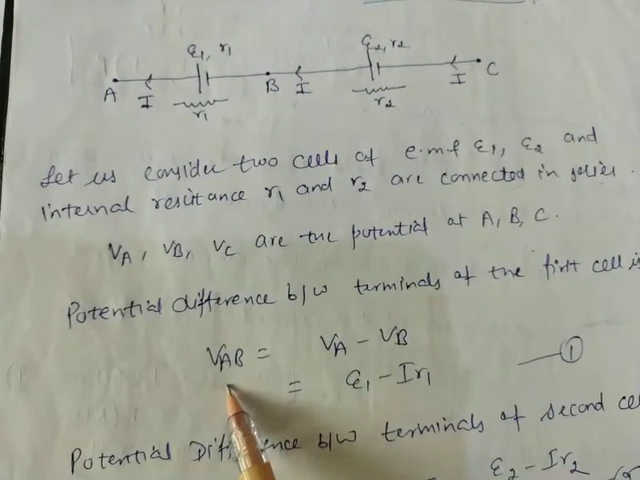 ε1, r1 ε2, r2
A I B I I C
r1 r2
Let us consider two cells of e.m.f ε1, ε2 and
internal resistance r1 and r2 are connected in series.
VA, VB, VC are the potential at A, B, C.
Potential difference b/w terminals of the first cell is
VAB = VA - VB
= ε1 - Ir1 ①
Potential Difference b/w terminals of second ce
ε2 - Ir2